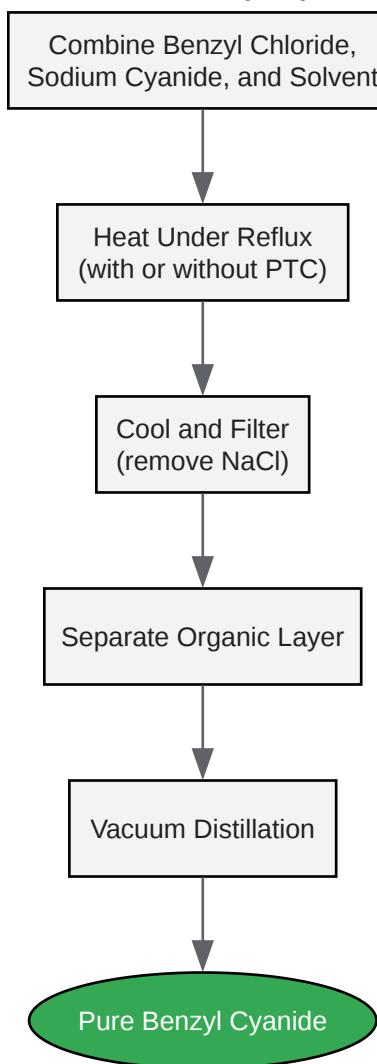 Combine Benzyl Chloride,
Sodium Cyanide, and Solvent
Heat Under Reflux
(with or without PTC)
Cool and Filter
(remove NaCl)
Separate Organic Layer
Vacuum Distillation
Pure Benzyl Cyanide